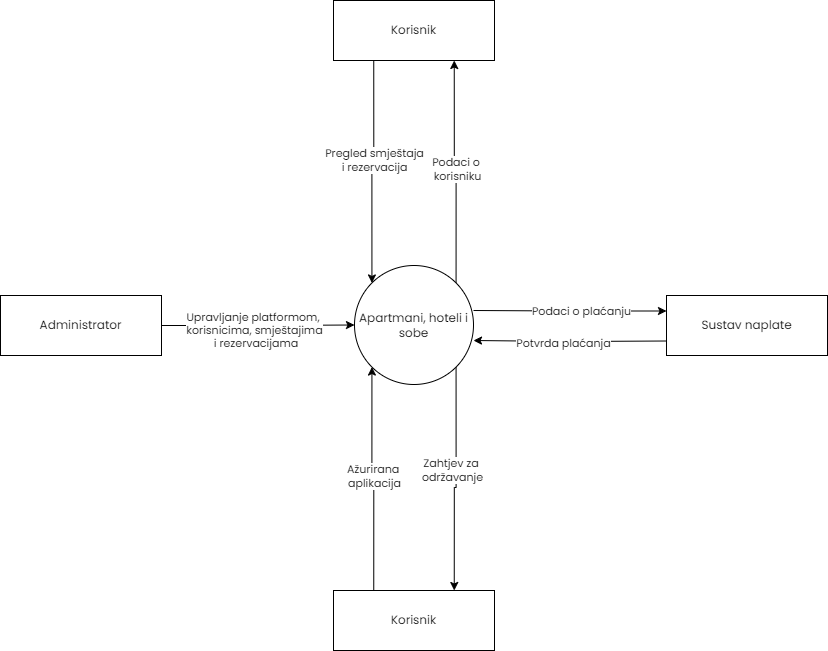 Korisnik
Pregled smještaja
i rezervacija
Podaci o
korisniku
Administrator
Upravljanje platformom,
korisnicima, smještajima
i rezervacijama
Apartmani, hoteli i
sobe
Podaci o plaćanju
Potvrda plaćanja
Sustav naplate
Ažurirana
aplikacija
Zahtjev za
održavanje
Korisnik